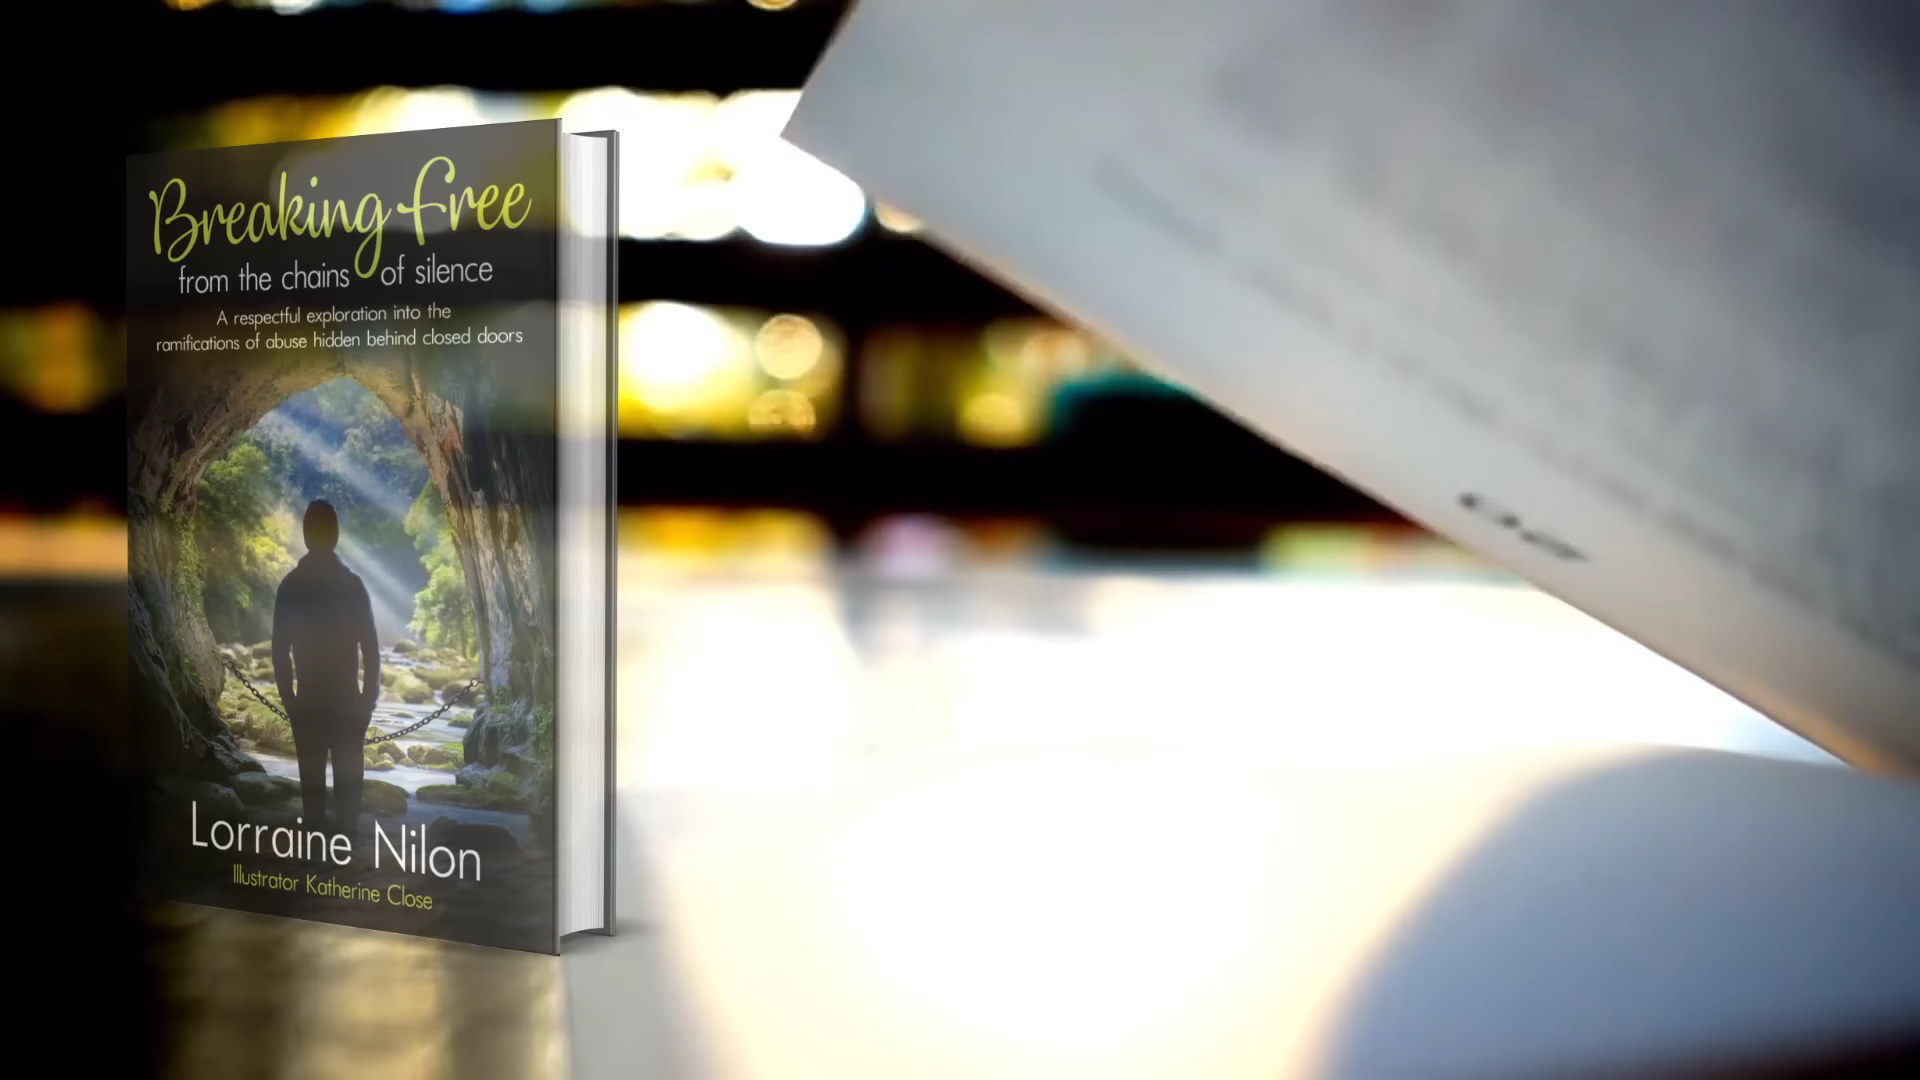 Breaking Free
from the chains of silence
A respectful exploration into the
ramifications of abuse hidden behind closed doors
Lorraine Nilon
Illustrator Katherine Close